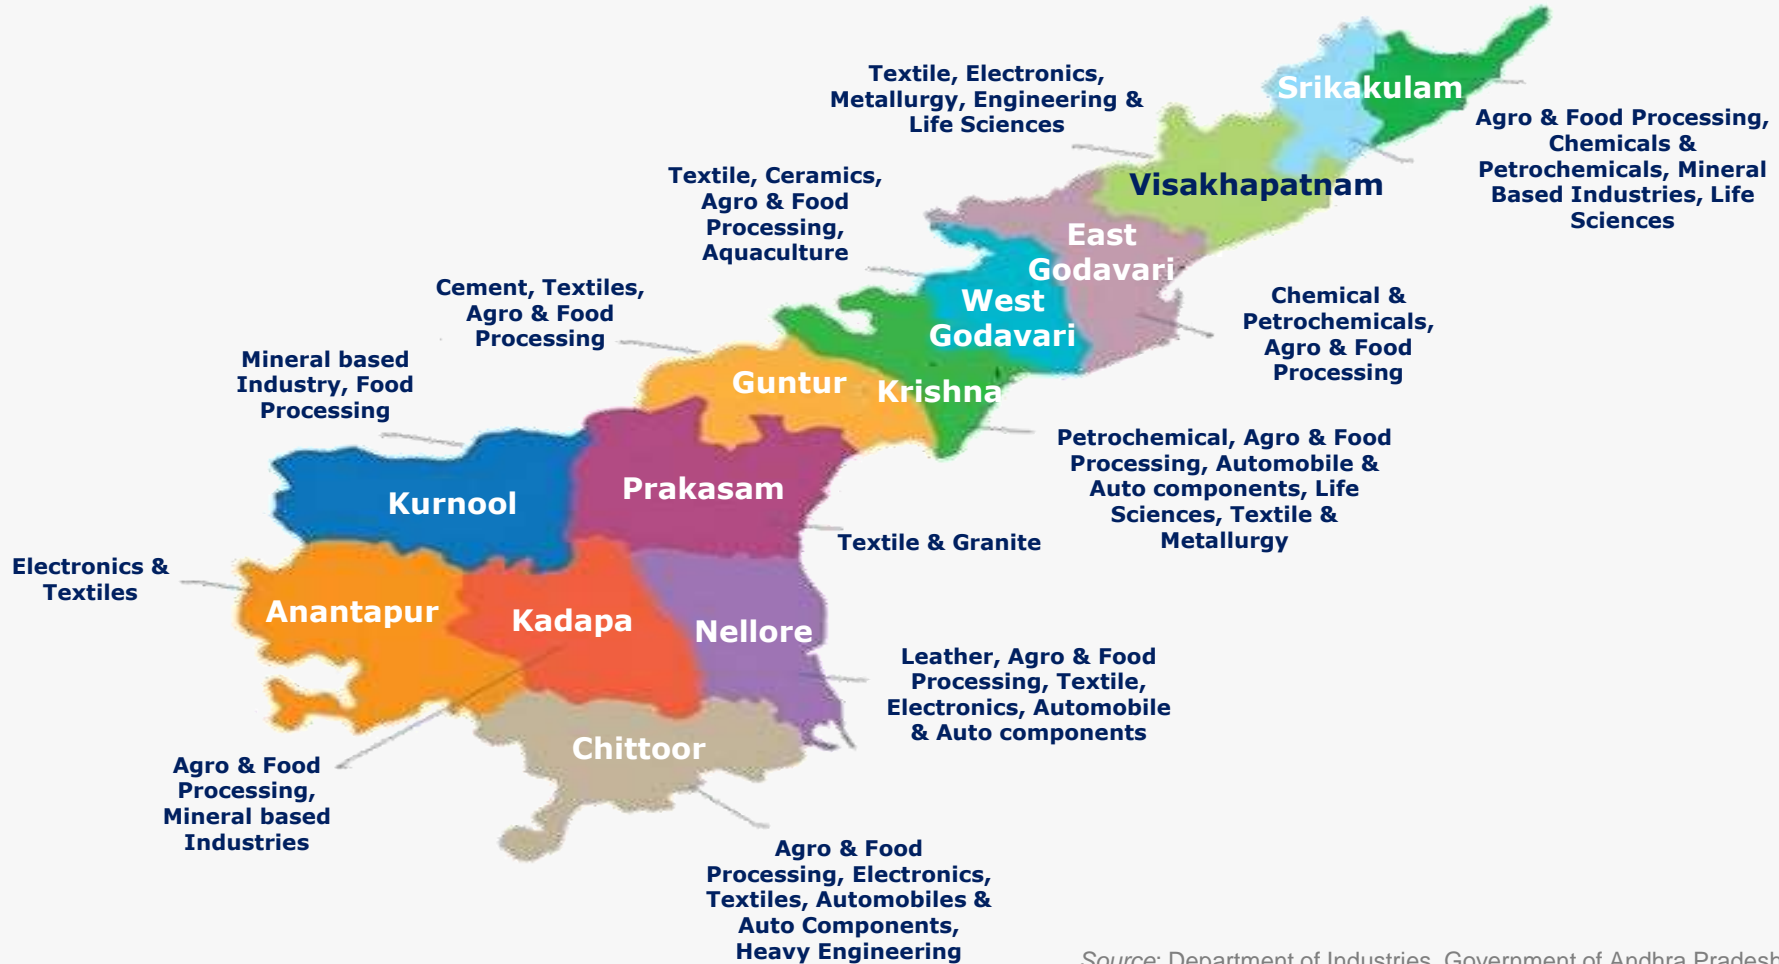 Textile, Electronics,
Metallurgy, Engineering &
Life Sciences
Srikakulam
Agro & Food Processing,
Chemicals &
Petrochemicals, Mineral
Based Industries, Life
Sciences
Visakhapatnam
Textile, Ceramics,
Agro & Food
Processing,
Aquaculture
East
Godavari
West
Godavari
Chemical &
Petrochemicals,
Agro & Food
Processing
Cement, Textiles,
Agro & Food
Processing
Guntur
Krishna
Mineral based
Industry, Food
Processing
Petrochemical, Agro & Food
Processing, Automobile &
Auto components, Life
Sciences, Textile &
Metallurgy
Kurnool
Prakasam
Textile & Granite
Electronics &
Textiles
Anantapur
Kadapa
Nellore
Leather, Agro & Food
Processing, Textile,
Electronics, Automobile
& Auto components
Chittoor
Agro & Food
Processing,
Mineral based
Industries
Agro & Food
Processing, Electronics,
Textiles, Automobiles &
Auto Components,
Heavy Engineering
Source: Department of Industries, Government of Andhra Pradesh